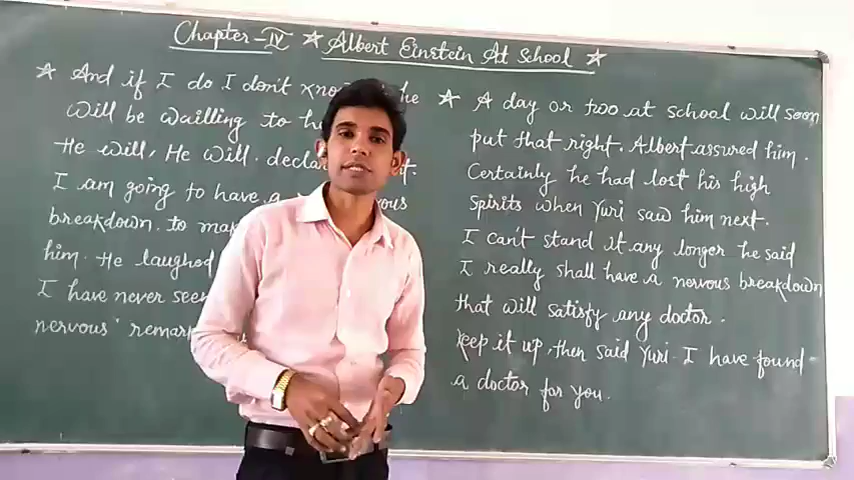 Chapter-IV ☆ Albert Einstein At School ☆
☆ And if I do I don't he
will be wailling to
He will, He will. decla t.
I am going to have a
breakdown. to
him. He laughed
I have never
nervous' remar
☆ A day or too at school will soon
put that right. Albert assured him.
Certainly he had lost his high
Spirits when Yuri saw him next.
I can't stand it any longer he said
I really shall have a nervous breakdown
that will satisfy any doctor.
keep it up, then said Yuri. I have found
a doctor for you.